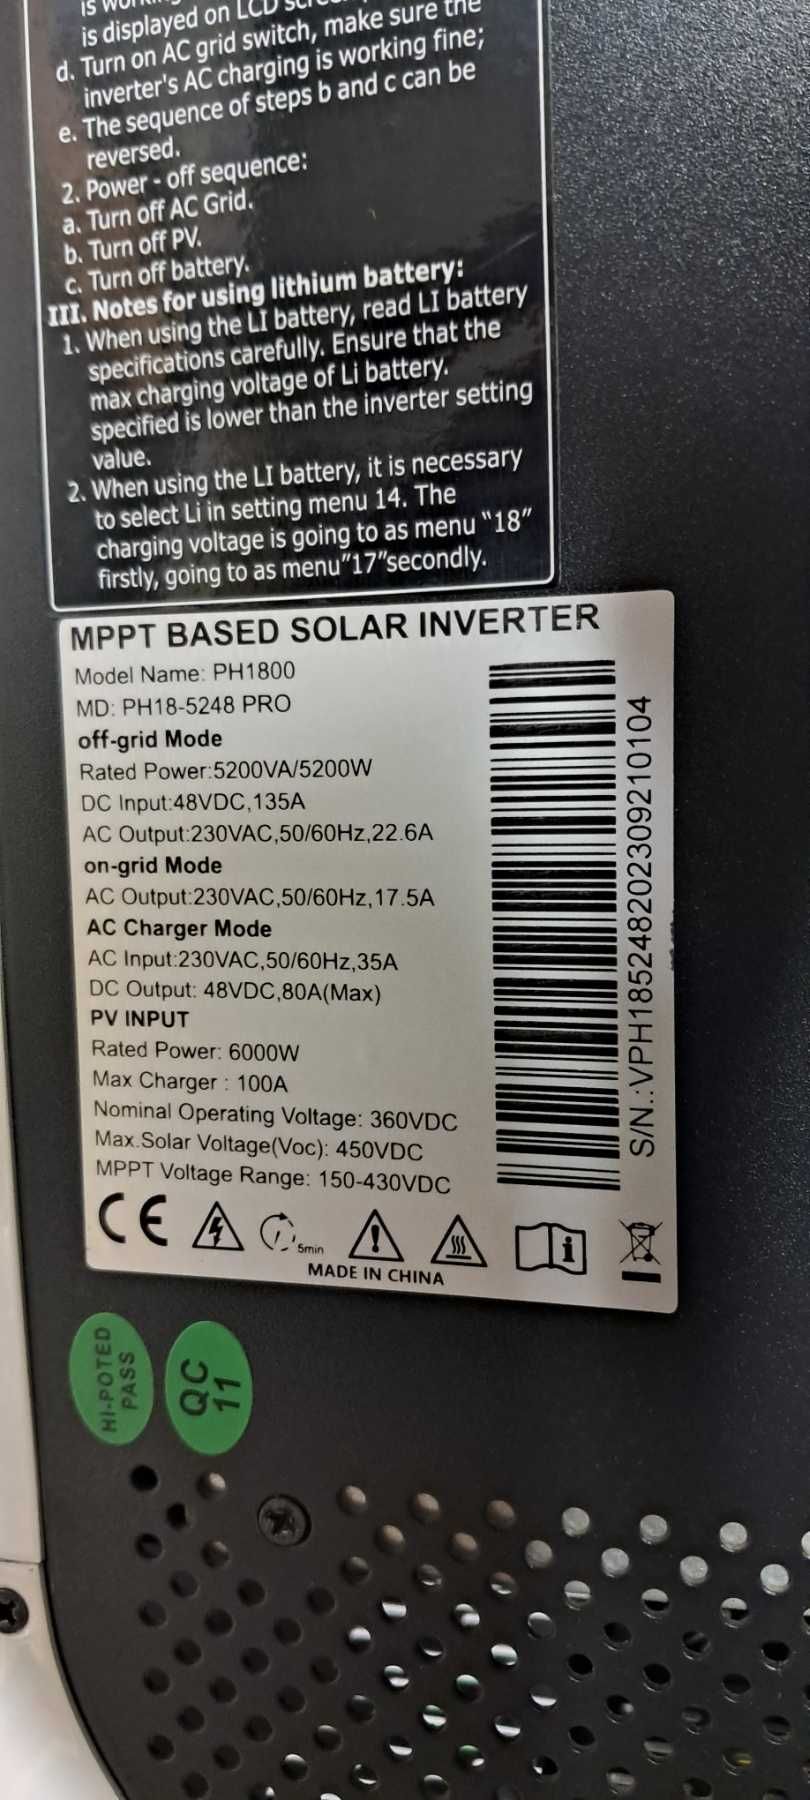 is displayed on LCD
d. Turn on AC grid switch, make sure the
inverter's AC charging is working fine;
e. The sequence of steps b and c can be
reversed.
2. Power - off sequence:
a. Turn off AC Grid.
b. Turn off PV.
c. Turn off battery.
III. Notes for using lithium battery:
1. When using the LI battery, read LI battery
specifications carefully. Ensure that the
max charging voltage of Li battery.
specified is lower than the inverter setting
value.
2. When using the LI battery, it is necessary
to select Li in setting menu 14. The
charging voltage is going to as menu “18”
firstly, going to as menu”17”secondly.
MPPT BASED SOLAR INVERTER
Model Name: PH1800
MD: PH18-5248 PRO
off-grid Mode
Rated Power:5200VA/5200W
DC Input:48VDC,135A
AC Output:230VAC,50/60Hz,22.6A
on-grid Mode
AC Output:230VAC,50/60Hz,17.5A
AC Charger Mode
AC Input:230VAC,50/60Hz,35A
DC Output: 48VDC,80A(Max)
PV INPUT
Rated Power: 6000W
Max Charger : 100A
Nominal Operating Voltage: 360VDC
Max.Solar Voltage(Voc): 450VDC
MPPT Voltage Range: 150-430VDC
S/N.:VPH18524820230921​0104
CE
5min
MADE IN CHINA
HI-POTED
PASS
QC
11